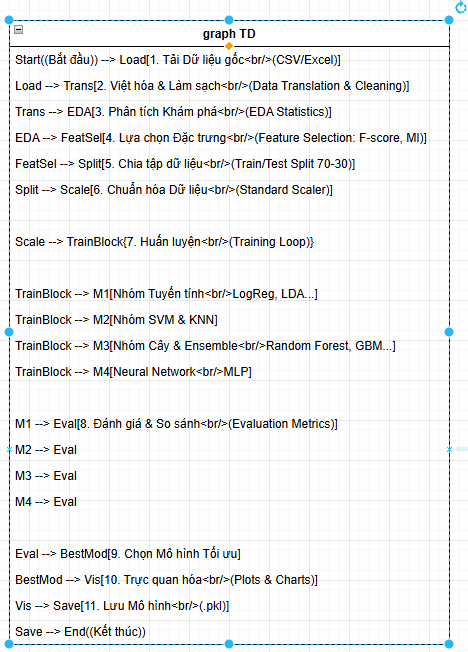 graph TD
Start((Bắt đầu)) --> Load[1. Tải Dữ liệu gốc<br/>(CSV/Excel)]
Load --> Trans[2. Việt hóa & Làm sạch<br/>(Data Translation & Cleaning)]
Trans --> EDA[3. Phân tích Khám phá<br/>(EDA Statistics)]
EDA --> FeatSel[4. Lựa chọn Đặc trưng<br/>(Feature Selection: F-score, MI)]
FeatSel --> Split[5. Chia tập dữ liệu<br/>(Train/Test Split 70-30)]
Split --> Scale[6. Chuẩn hóa Dữ liệu<br/>(Standard Scaler)]
Scale --> TrainBlock{7. Huấn luyện<br/>(Training Loop)}
TrainBlock --> M1[Nhóm Tuyến tính<br/>LogReg, LDA...]
TrainBlock --> M2[Nhóm SVM & KNN]
TrainBlock --> M3[Nhóm Cây & Ensemble<br/>Random Forest, GBM...]
TrainBlock --> M4[Neural Network<br/>MLP]
M1 --> Eval[8. Đánh giá & So sánh<br/>(Evaluation Metrics)]
M2 --> Eval
M3 --> Eval
M4 --> Eval
Eval --> BestMod[9. Chọn Mô hình Tối ưu]
BestMod --> Vis[10. Trực quan hóa<br/>(Plots & Charts)]
Vis --> Save[11. Lưu Mô hình<br/>(.pkl)]
Save --> End((Kết thúc))